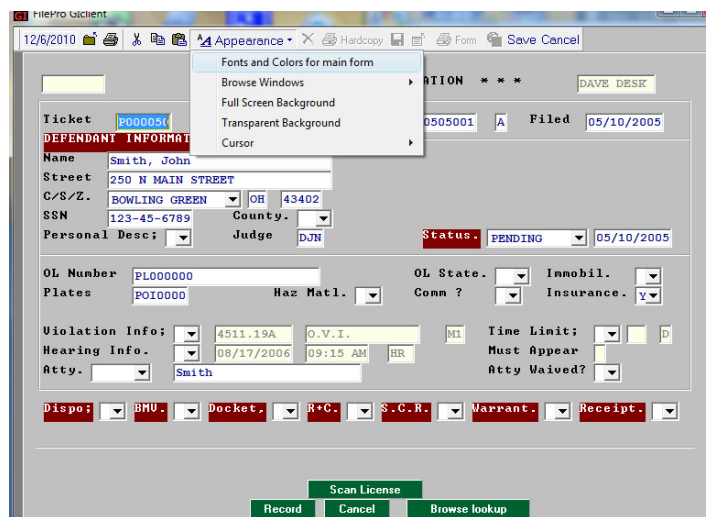 FilePro GIclient
12/6/2010 Appearance Hardcopy Form Save Cancel
Fonts and Colors for main form
Browse Windows
Full Screen Background
Transparent Background
Cursor
ATION * * * DAVE DESK
Ticket P00005 0505001 A Filed 05/10/2005
DEFENDANT INFORMAT
Name Smith, John
Street 250 N MAIN STREET
C/S/Z. BOWLING GREEN OH 43402
SSN 123-45-6789 County.
Personal Desc; Judge DJN Status. PENDING 05/10/2005
OL Number PL000000 OL State. Immobil.
Plates POI0000 Haz Matl. Comm ? Insurance. Y
Violation Info; 4511.19A O.V.I. M1 Time Limit; D
Hearing Info. 08/17/2006 09:15 AM HR Must Appear
Atty. Smith Atty Waived?
Dispo; BMV. Docket, R+C. S.C.R. Warrant. Receipt.
Scan License
Record Cancel Browse lookup